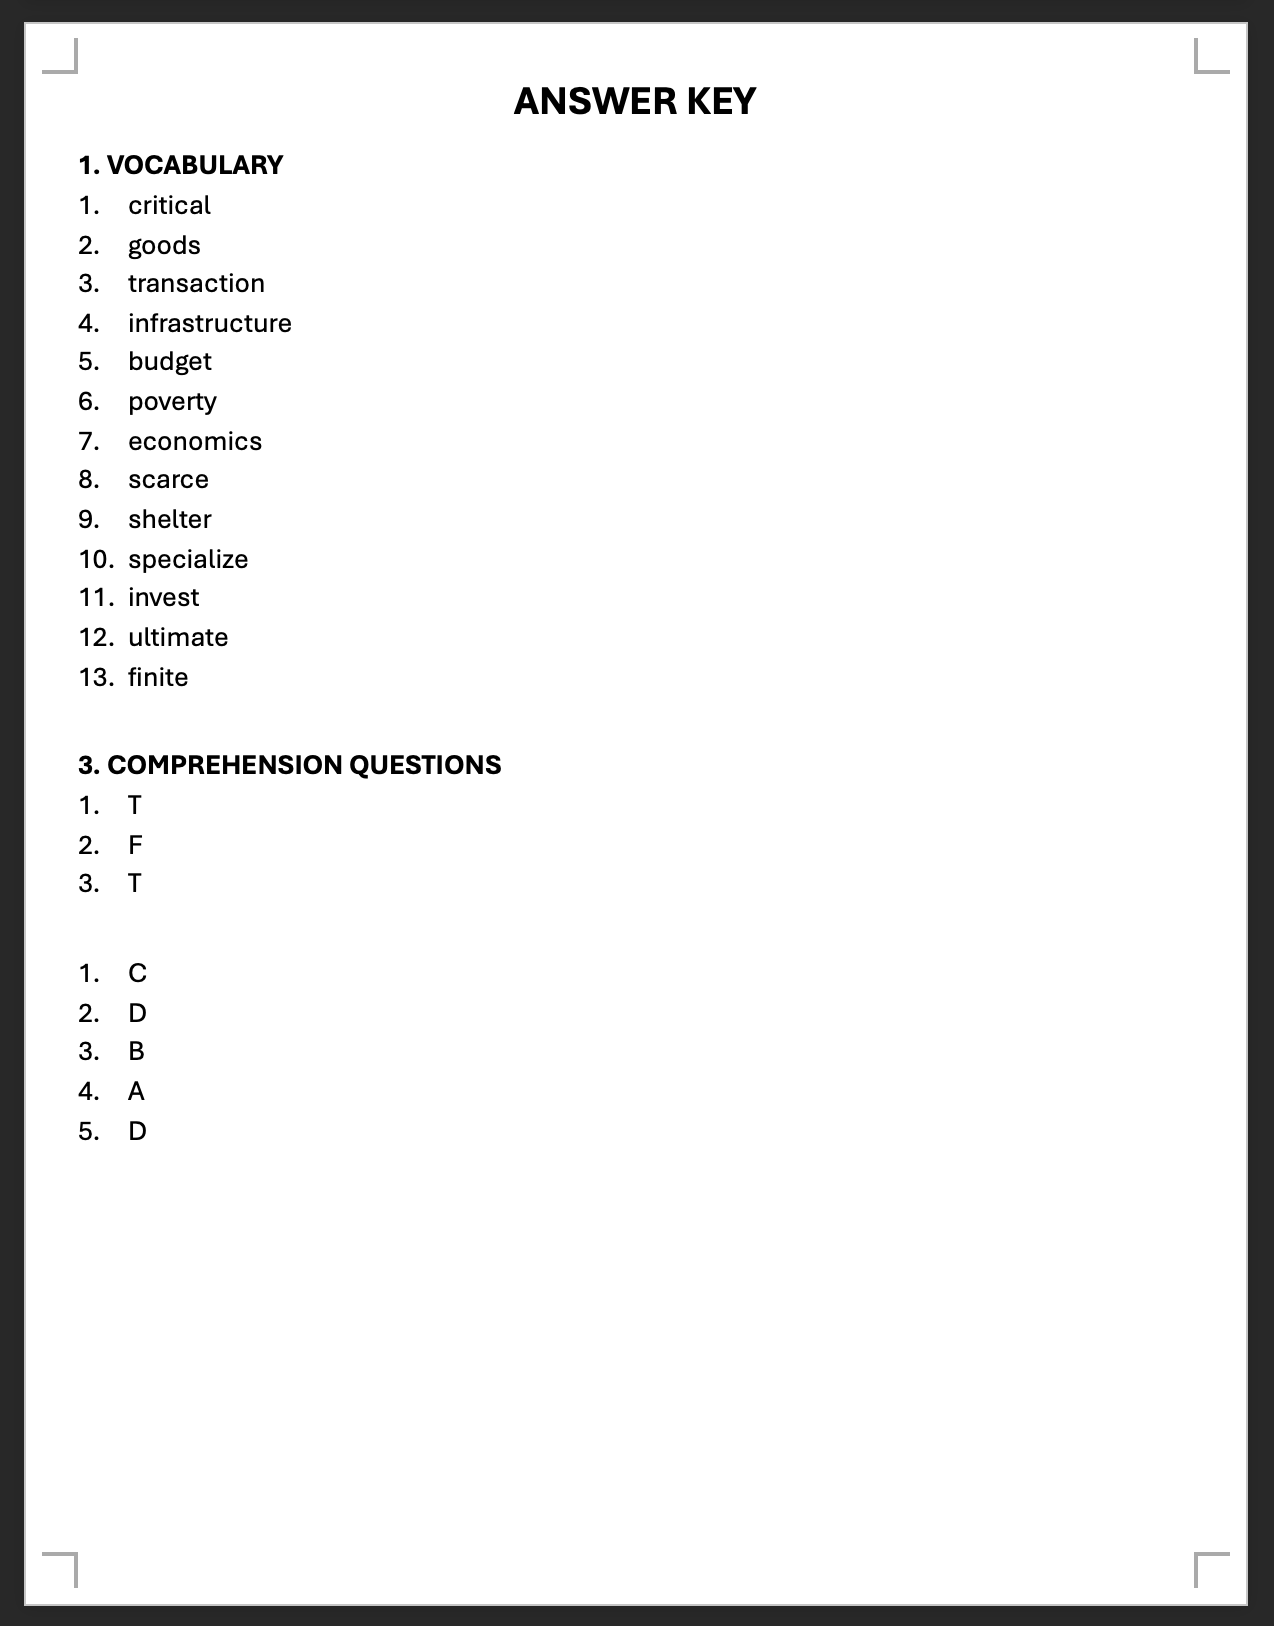 ANSWER KEY
1. VOCABULARY
1. critical
2. goods
3. transaction
4. infrastructure
5. budget
6. poverty
7. economics
8. scarce
9. shelter
10. specialize
11. invest
12. ultimate
13. finite
3. COMPREHENSION QUESTIONS
1. T
2. F
3. T
1. C
2. D
3. B
4. A
5. D